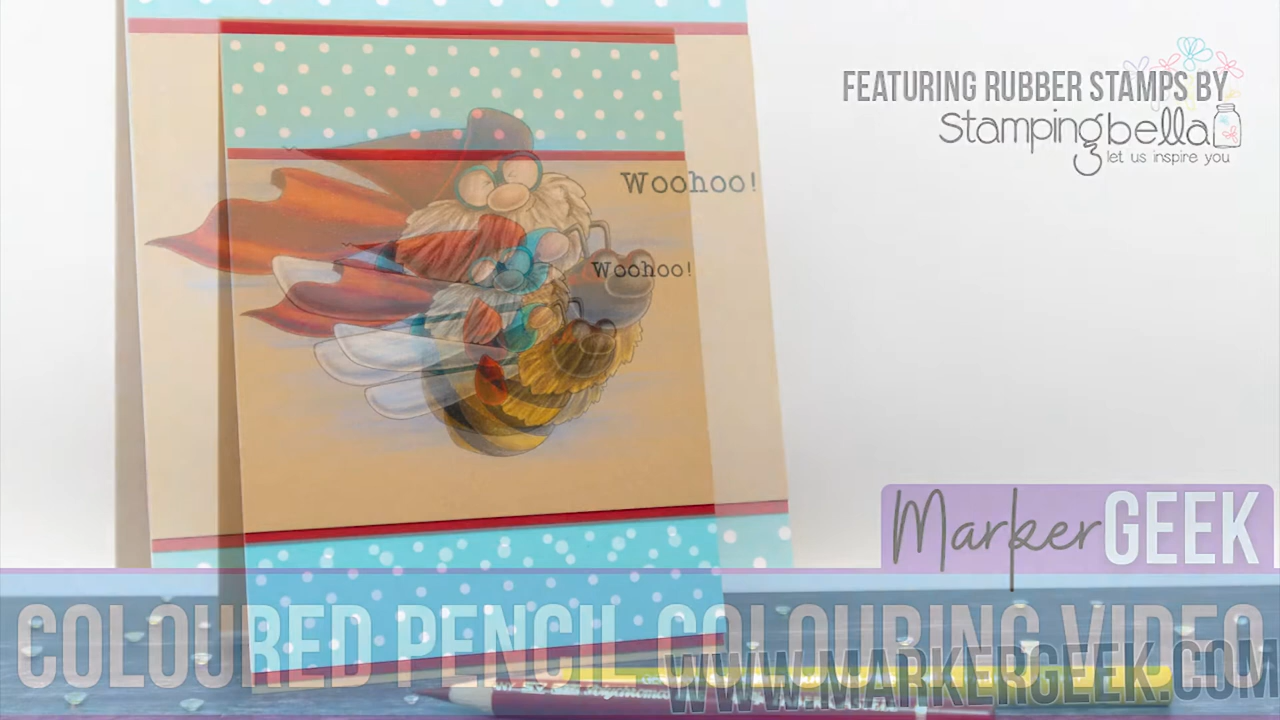 FEATURING RUBBER STAMPS BY
Stampingbella
let us inspire you
Woohoo!
Woohoo!
MarkerGEEK
COLOURED PENCIL COLOURING VIDEO
WWW.MARKERGEEK.COM